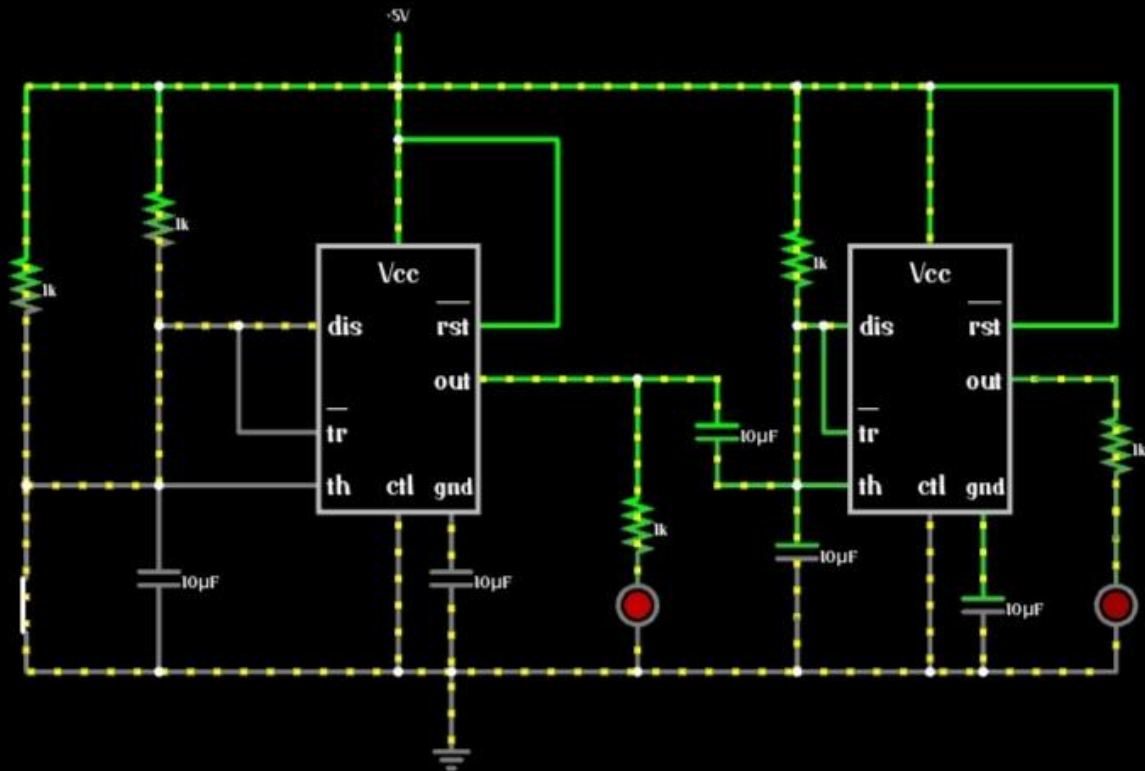 -5V
1k
1k
1k
Vcc
rst
dis
out
tr
th
ctl
gnd
10µF
10µF
10µF
1k
Vcc
rst
dis
out
tr
th
ctl
gnd
10µF
10µF
1k